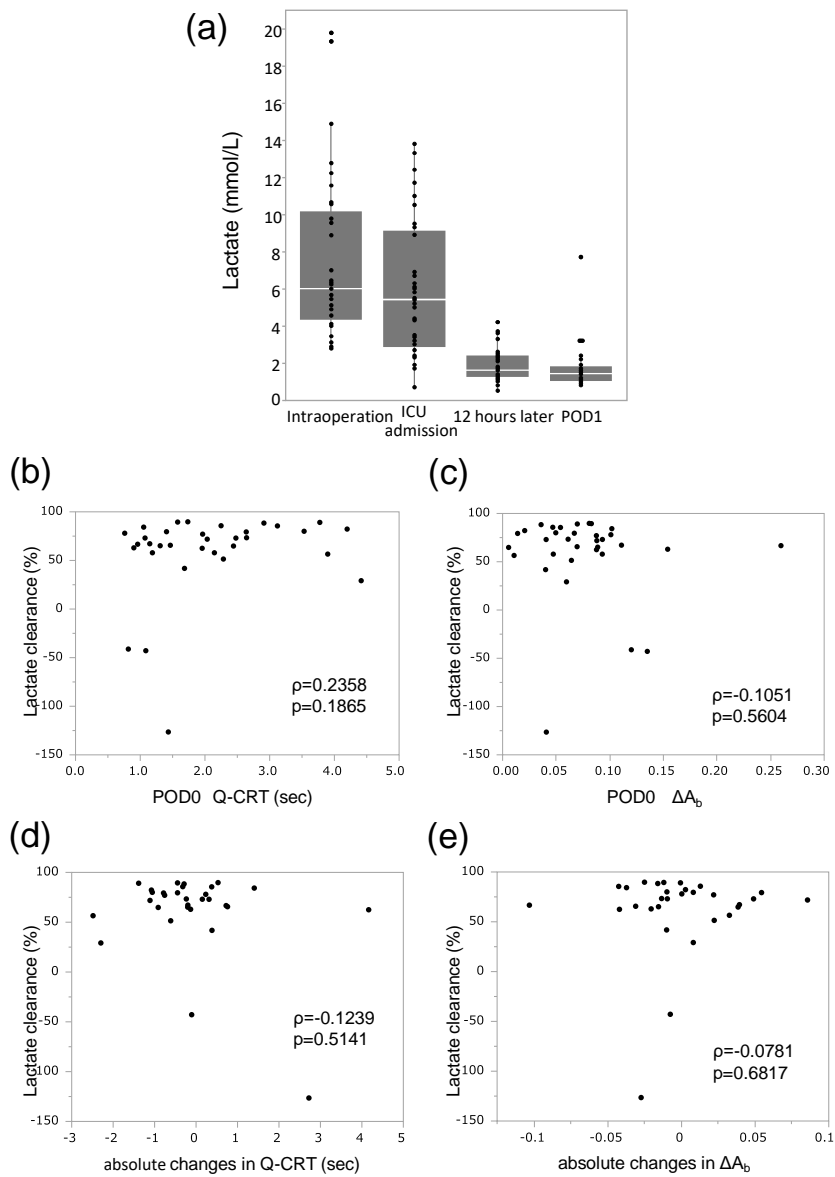 (a)
20
18
16
14
12
10
8
6
4
2
0
Lactate (mmol/L)
Intraoperation
ICU
admission
12 hours later
POD1
(b)
100
50
0
-50
-100
-150
Lactate clearance (%)
ρ=0.2358
p=0.1865
0.0 1.0 2.0 3.0 4.0 5.0
POD0 Q-CRT (sec)
(c)
100
50
0
-50
-100
-150
Lactate clearance (%)
ρ=-0.1051
p=0.5604
0.00 0.05 0.10 0.15 0.20 0.25 0.30
POD0 ΔAb
(d)
100
50
0
-50
-100
-150
Lactate clearance (%)
ρ=-0.1239
p=0.5141
-3 -2 -1 0 1 2 3 4 5
absolute changes in Q-CRT (sec)
(e)
100
50
0
-50
-100
-150
Lactate clearance (%)
ρ=-0.0781
p=0.6817
-0.1 -0.05 0 0.05 0.1
absolute changes in ΔAb